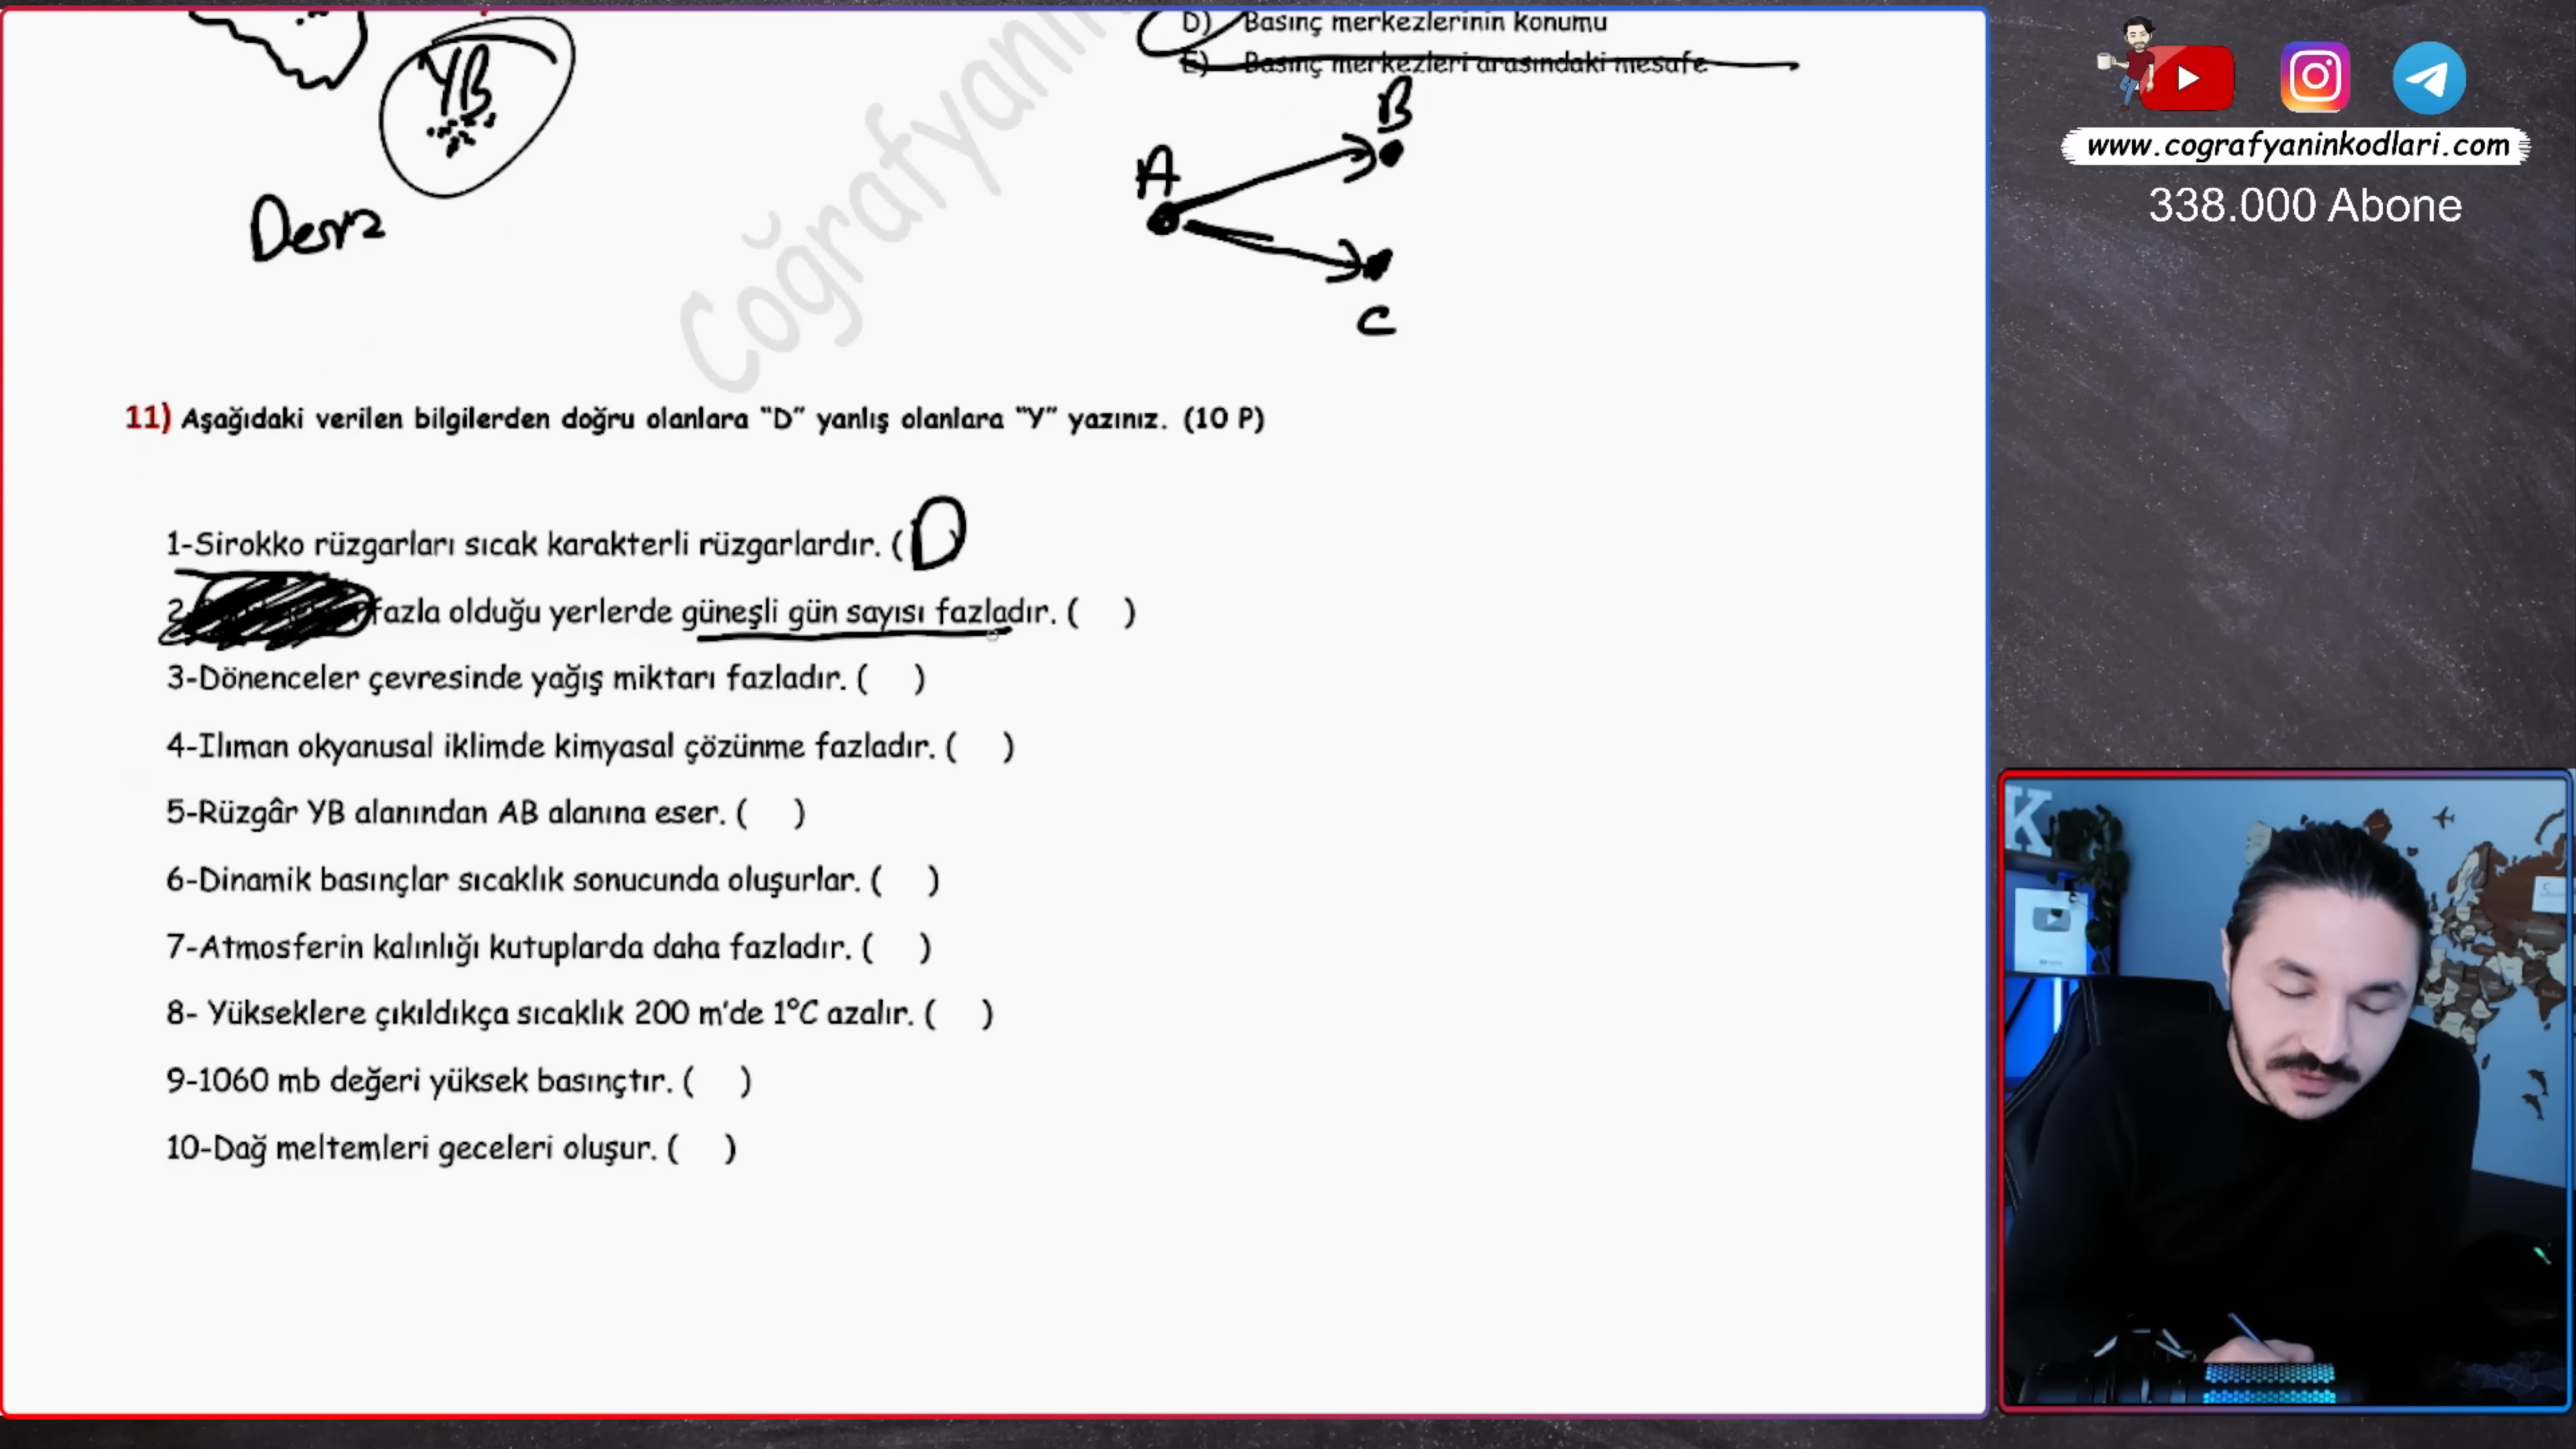 D) Basınç merkezlerinin konumu
E) Basınç merkezleri arasındaki mesafe
YB
Deniz
A
B
C
Coğrafyanın
11) Aşağıdaki verilen bilgilerden doğru olanlara “D” yanlış olanlara “Y” yazınız. (10 P)
1-Sirokko rüzgarları sıcak karakterli rüzgarlardır. ( D )
2- fazla olduğu yerlerde güneşli gün sayısı fazladır. ( )
3-Dönenceler çevresinde yağış miktarı fazladır. ( )
4-Ilıman okyanusal iklimde kimyasal çözünme fazladır. ( )
5-Rüzgâr YB alanından AB alanına eser. ( )
6-Dinamik basınçlar sıcaklık sonucunda oluşurlar. ( )
7-Atmosferin kalınlığı kutuplarda daha fazladır. ( )
8- Yükseklere çıkıldıkça sıcaklık 200 m’de 1°C azalır. ( )
9-1060 mb değeri yüksek basınçtır. ( )
10-Dağ meltemleri geceleri oluşur. ( )
www.cografyaninkodlari.com
338.000 Abone
K